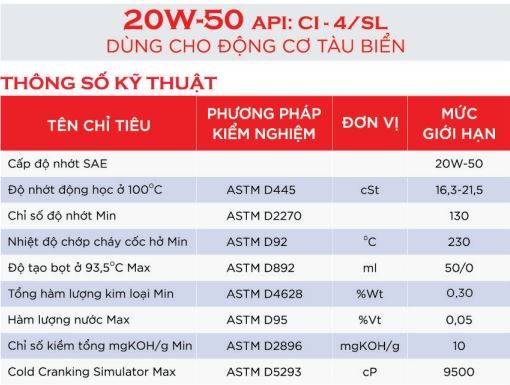 20W-50 API: CI - 4/SL
DÙNG CHO ĐỘNG CƠ TÀU BIỂN
THÔNG SỐ KỸ THUẬT
TÊN CHỈ TIÊU PHƯƠNG PHÁP KIỂM NGHIỆM ĐƠN VỊ MỨC GIỚI HẠN
Cấp độ nhớt SAE 20W-50
Độ nhớt động học ở 100°C ASTM D445 cSt 16,3-21,5
Chỉ số độ nhớt Min ASTM D2270 130
Nhiệt độ chớp cháy cốc hở Min ASTM D92 °C 230
Độ tạo bọt ở 93,5°C Max ASTM D892 ml 50/0
Tổng hàm lượng kim loại Min ASTM D4628 %Wt 0,30
Hàm lượng nước Max ASTM D95 %Vt 0,05
Chỉ số kiềm tổng mgKOH/g Min ASTM D2896 mgKOH/g 10
Cold Cranking Simulator Max ASTM D5293 cP 9500